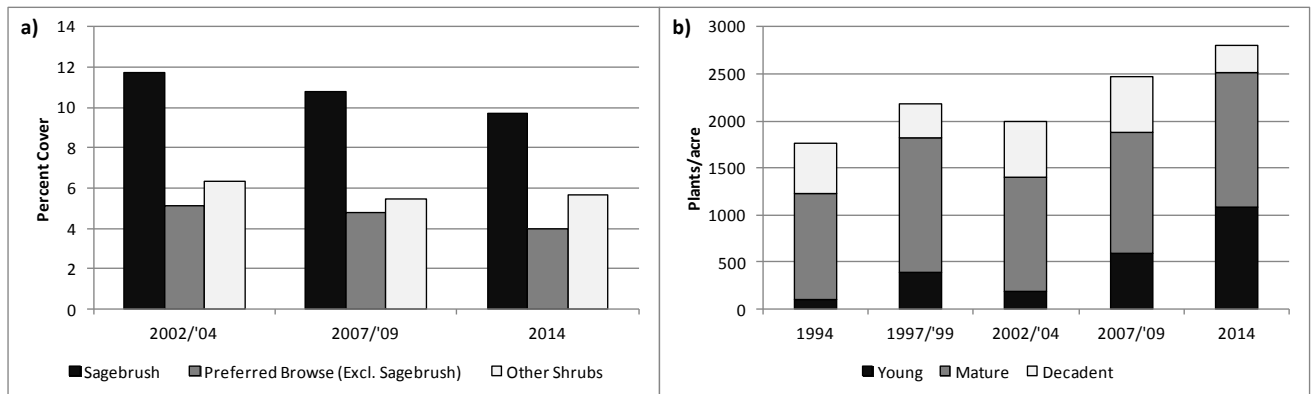 a)
Percent Cover
14
12
10
8
6
4
2
0
2002/'04 2007/'09 2014
Sagebrush Preferred Browse (Excl. Sagebrush) Other Shrubs
b)
Plants/acre
3000
2500
2000
1500
1000
500
0
1994 1997/'99 2002/'04 2007/'09 2014
Young Mature Decadent